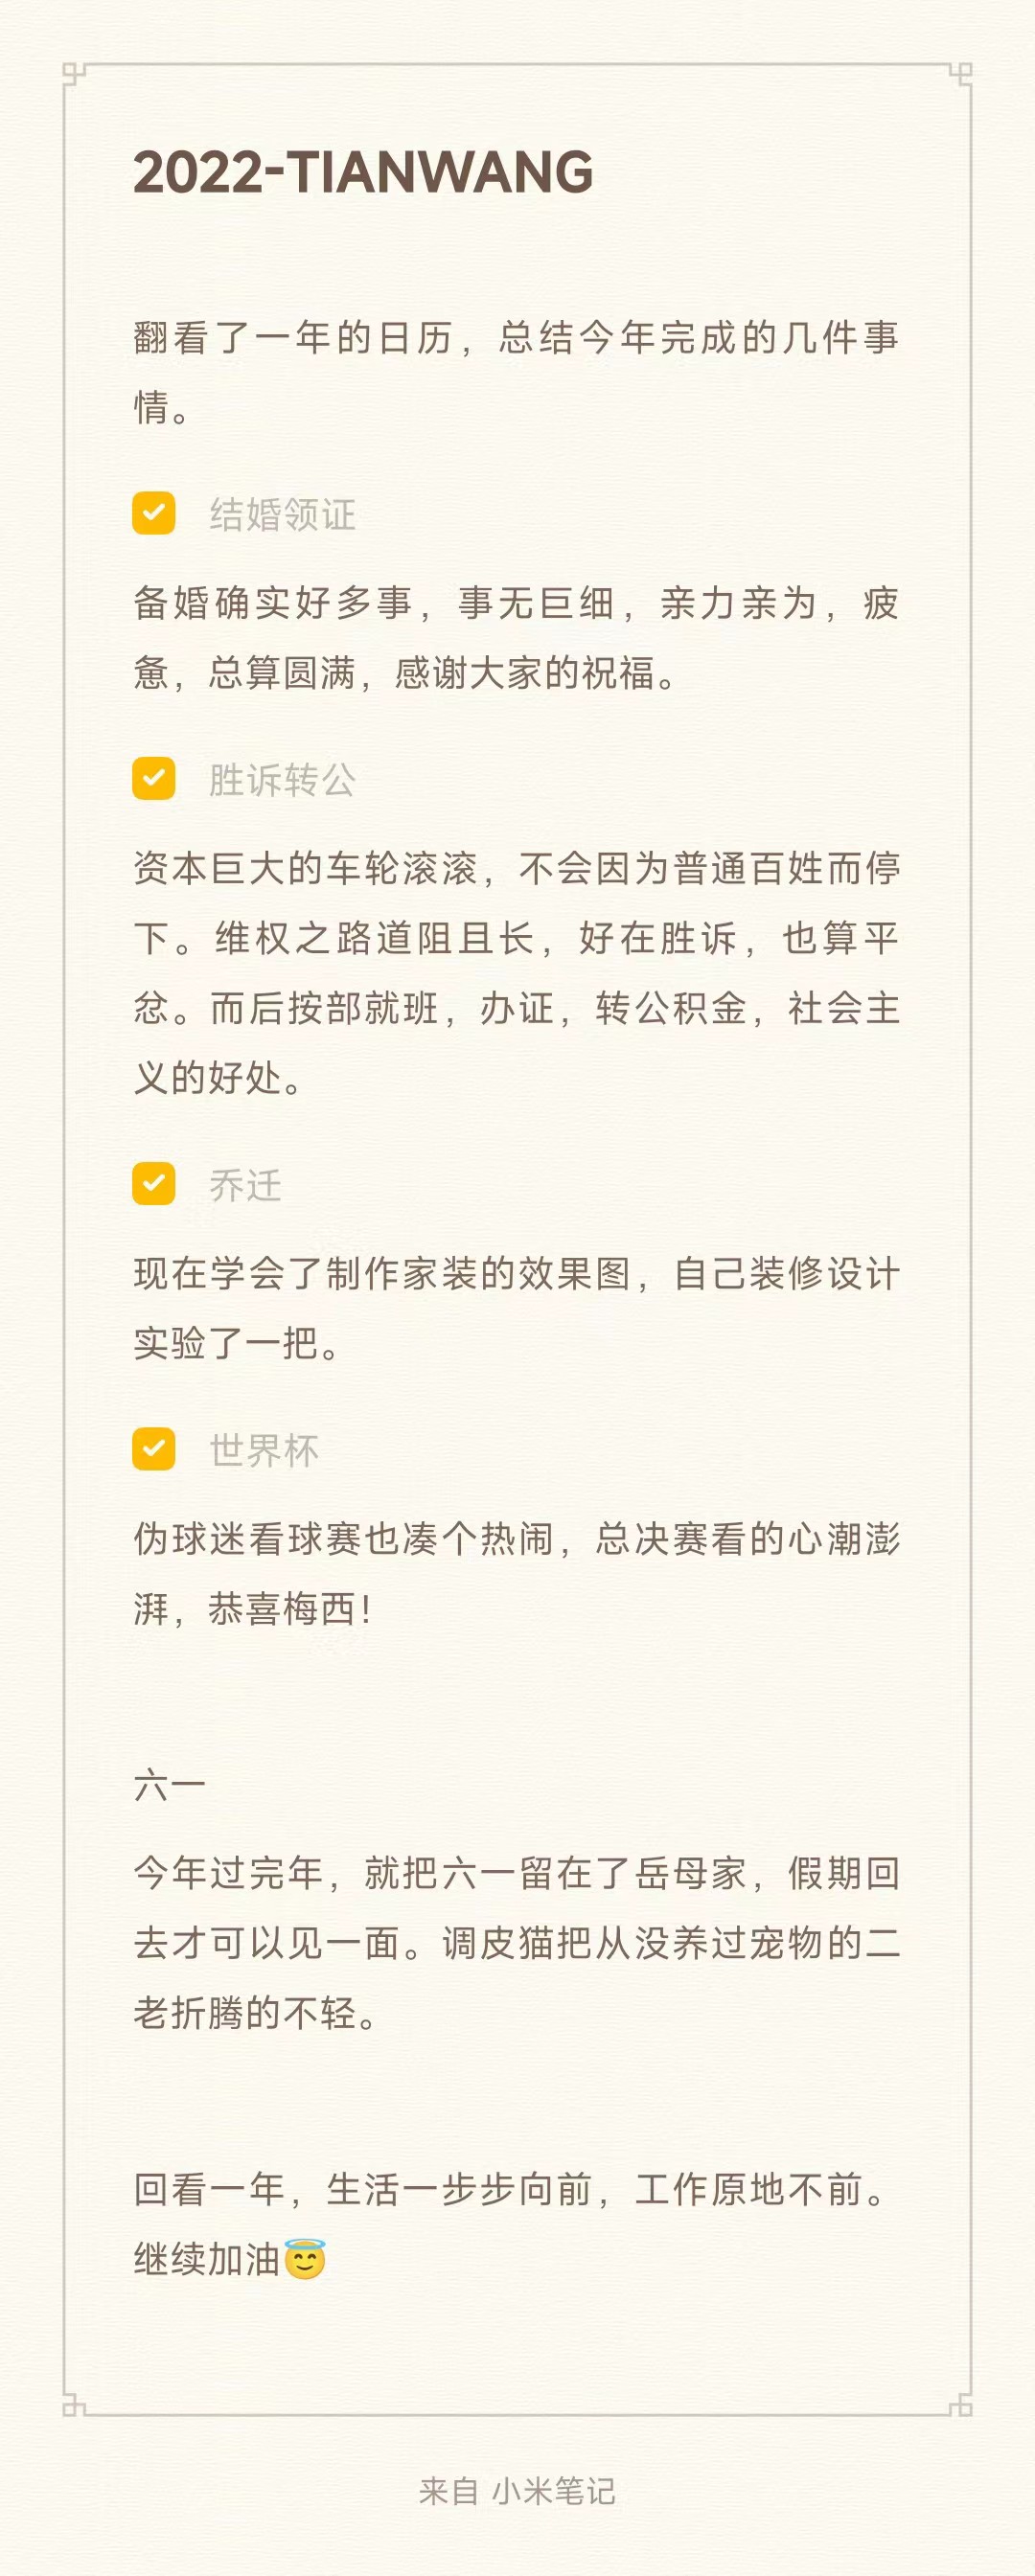 2022-TIANWANG
翻看了一年的日历，总结今年完成的几件事
情。
结婚领证
备婚确实好多事，事无巨细，亲力亲为，疲
惫，总算圆满，感谢大家的祝福。
胜诉转公
资本巨大的车轮滚滚，不会因为普通百姓而停
下。维权之路道阻且长，好在胜诉，也算平
忿。而后按部就班，办证，转公积金，社会主
义的好处。
乔迁
现在学会了制作家装的效果图，自己装修设计
实验了一把。
世界杯
伪球迷看球赛也凑个热闹，总决赛看的心潮澎
湃，恭喜梅西！
六一
今年过完年，就把六一留在了岳母家，假期回
去才可以见一面。调皮猫把从没养过宠物的二
老折腾的不轻。
回看一年，生活一步步向前，工作原地不前。
继续加油😇
来自 小米笔记